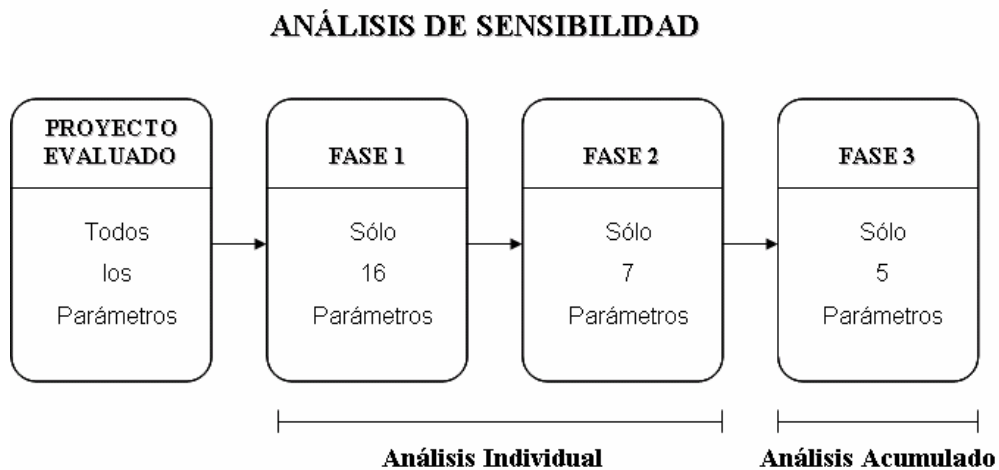 ANÁLISIS DE SENSIBILIDAD
PROYECTO
EVALUADO
Todos
los
Parámetros
FASE 1
Sólo
16
Parámetros
FASE 2
Sólo
7
Parámetros
FASE 3
Sólo
5
Parámetros
Análisis Individual
Análisis Acumulado